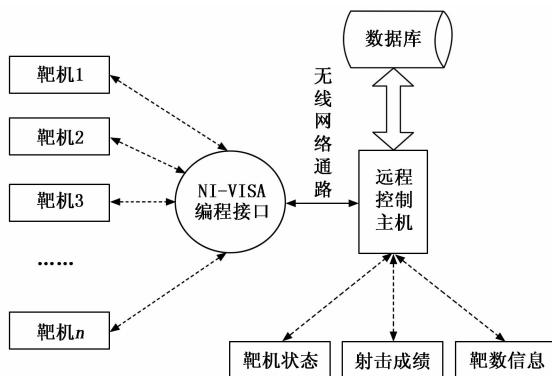 数据库
靶机1
靶机2
靶机3
……
靶机n
NI-VISA
编程接口
无线网络通路
远程
控制
主机
靶机状态
射击成绩
靶数信息